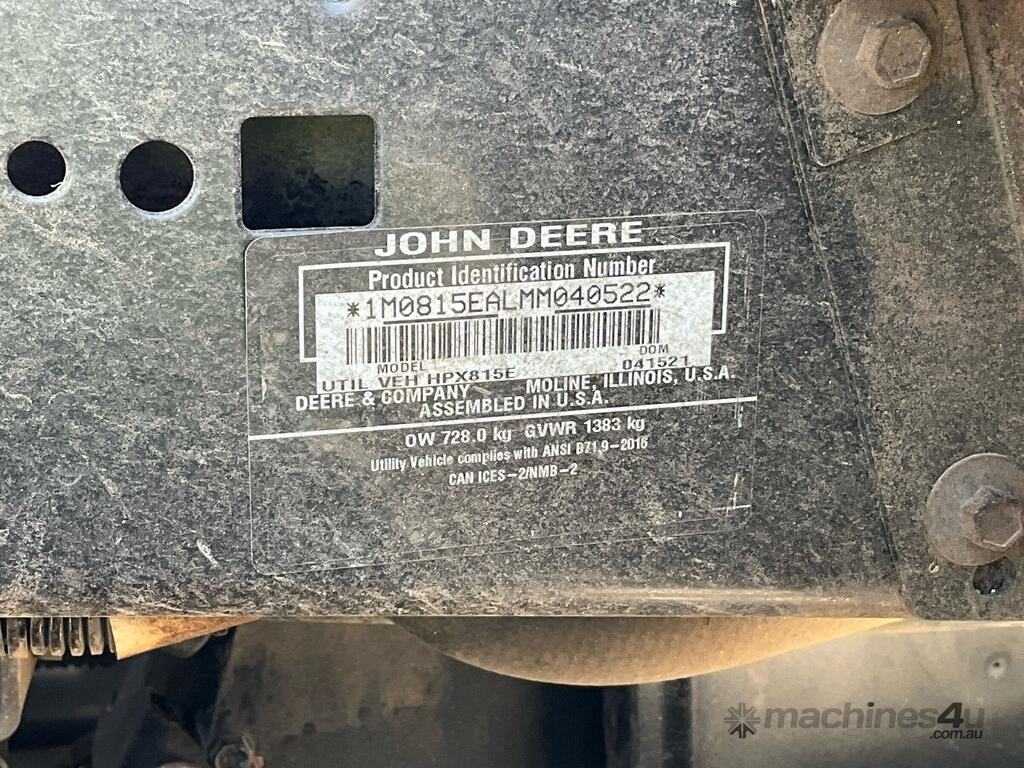 JOHN DEERE
Product Identification Number
*1M0815EALMM040522*
MODEL DOM
UTIL VEH HPX815E 041521
DEERE & COMPANY MOLINE, ILLINOIS, U.S.A.
ASSEMBLED IN U.S.A.
OW 728.0 kg GVWR 1383 kg
Utility Vehicle complies with ANSI B71,9-2016
CAN ICES-2/NMB-2
machines4u
.com.au